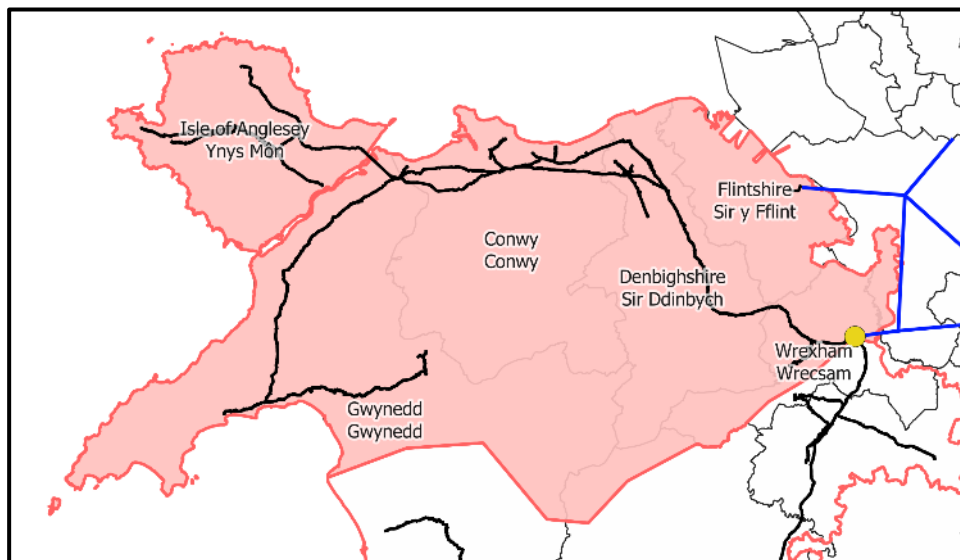 Isle of Anglesey
Ynys Môn
Flintshire
Sir y Fflint
Conwy
Conwy
Denbighshire
Sir Ddinbych
Wrexham
Wrecsam
Gwynedd
Gwynedd